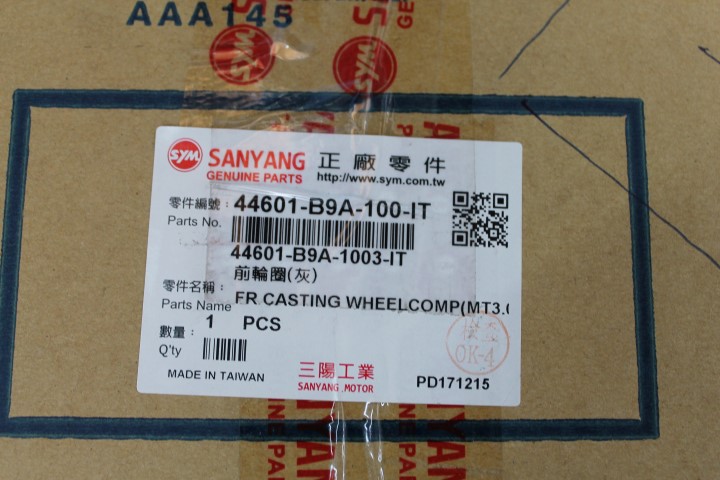 AAA145
GENUINE
SYM
SYM
SYM
SANYANG 正廠零件
GENUINE PARTS http://www.sym.com.tw
零件編號： 44601-B9A-100-IT
Parts No.
44601-B9A-1003-IT
前輪圈(灰)
零件名稱：
Parts Name FR CASTING WHEELCOMP(MT3.
數量： 1 PCS
Q'ty
OK-4
三陽工業
MADE IN TAIWAN SANYANG MOTOR PD171215